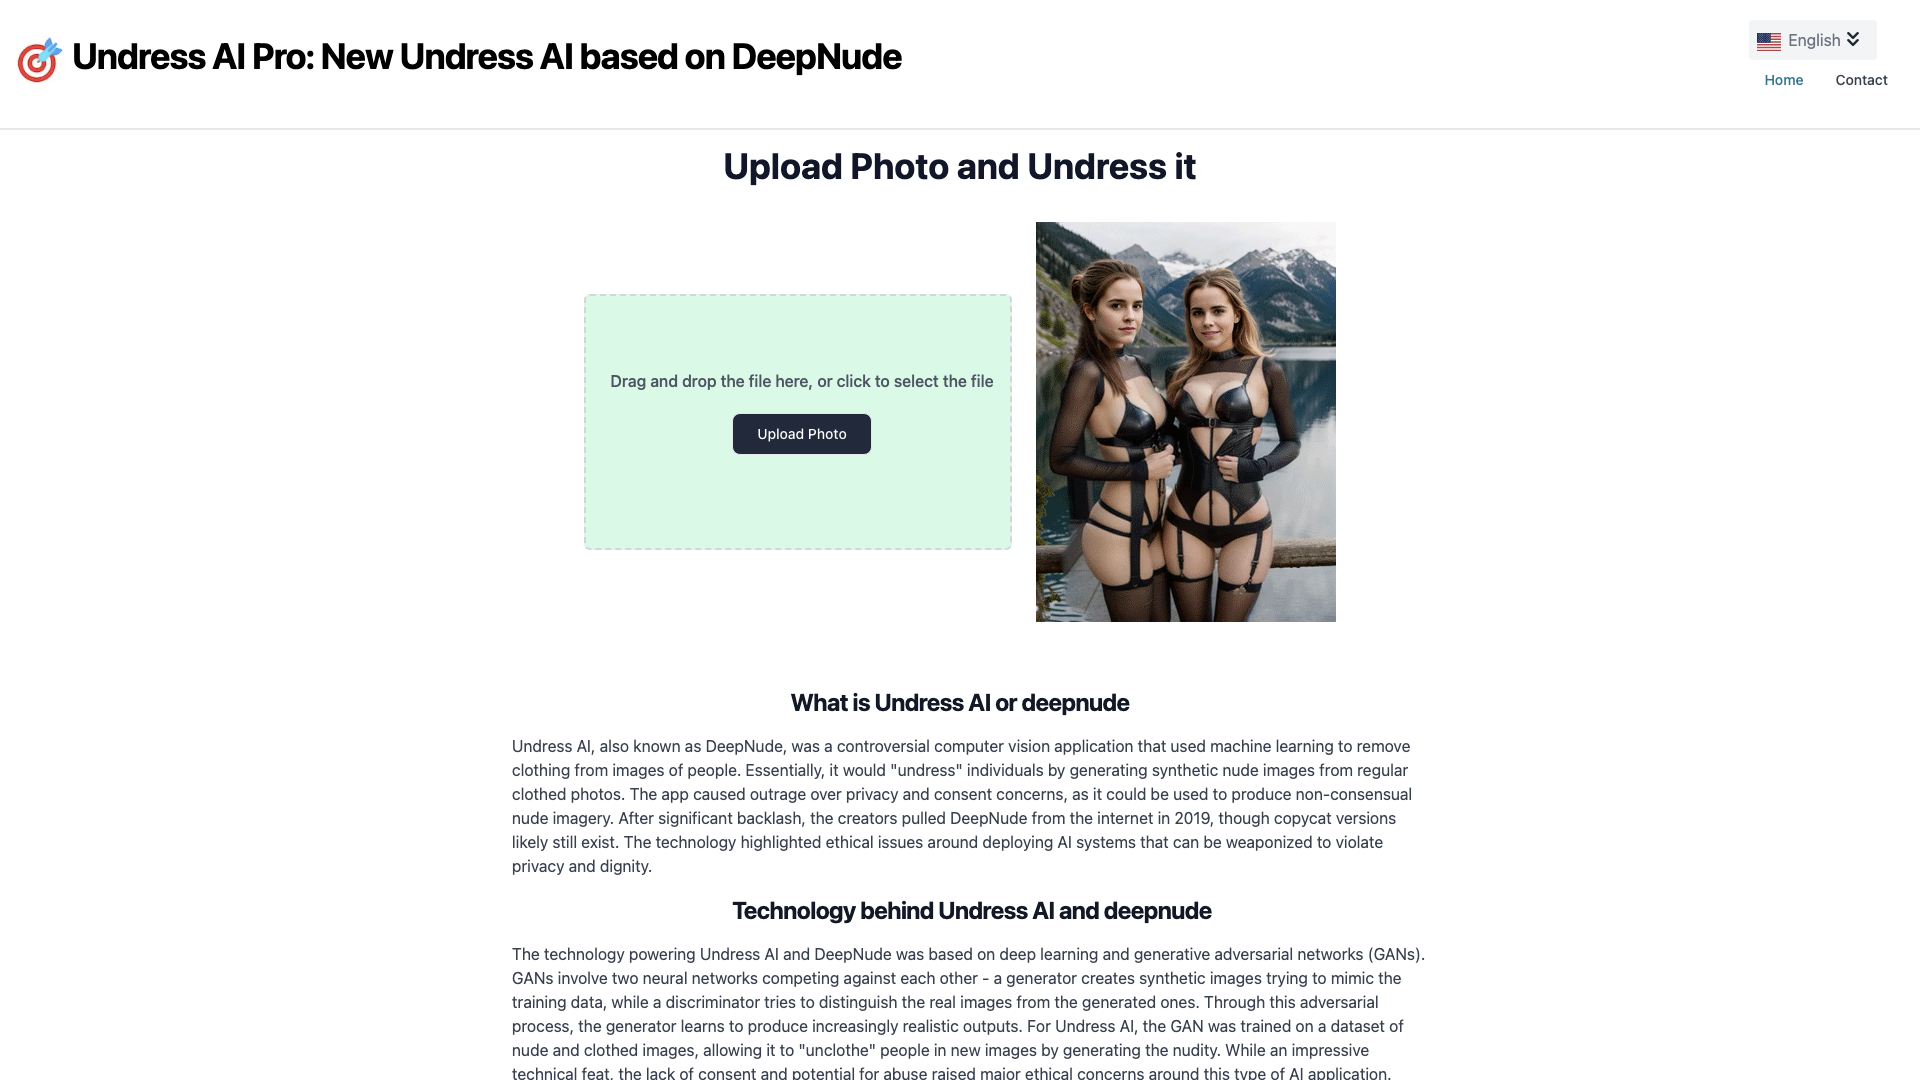 Undress AI Pro: New Undress AI based on DeepNude
English
Home
Contact
Upload Photo and Undress it
Drag and drop the file here, or click to select the file
Upload Photo
What is Undress AI or deepnude
Undress AI, also known as DeepNude, was a controversial computer vision application that used machine learning to remove
clothing from images of people. Essentially, it would "undress" individuals by generating synthetic nude images from regular
clothed photos. The app caused outrage over privacy and consent concerns, as it could be used to produce non-consensual
nude imagery. After significant backlash, the creators pulled DeepNude from the internet in 2019, though copycat versions
likely still exist. The technology highlighted ethical issues around deploying AI systems that can be weaponized to violate
privacy and dignity.
Technology behind Undress AI and deepnude
The technology powering Undress AI and DeepNude was based on deep learning and generative adversarial networks (GANs).
GANs involve two neural networks competing against each other - a generator creates synthetic images trying to mimic the
training data, while a discriminator tries to distinguish the real images from the generated ones. Through this adversarial
process, the generator learns to produce increasingly realistic outputs. For Undress AI, the GAN was trained on a dataset of
nude and clothed images, allowing it to "unclothe" people in new images by generating the nudity. While an impressive
technical feat, the lack of consent and potential for abuse raised major ethical concerns around this type of AI application.